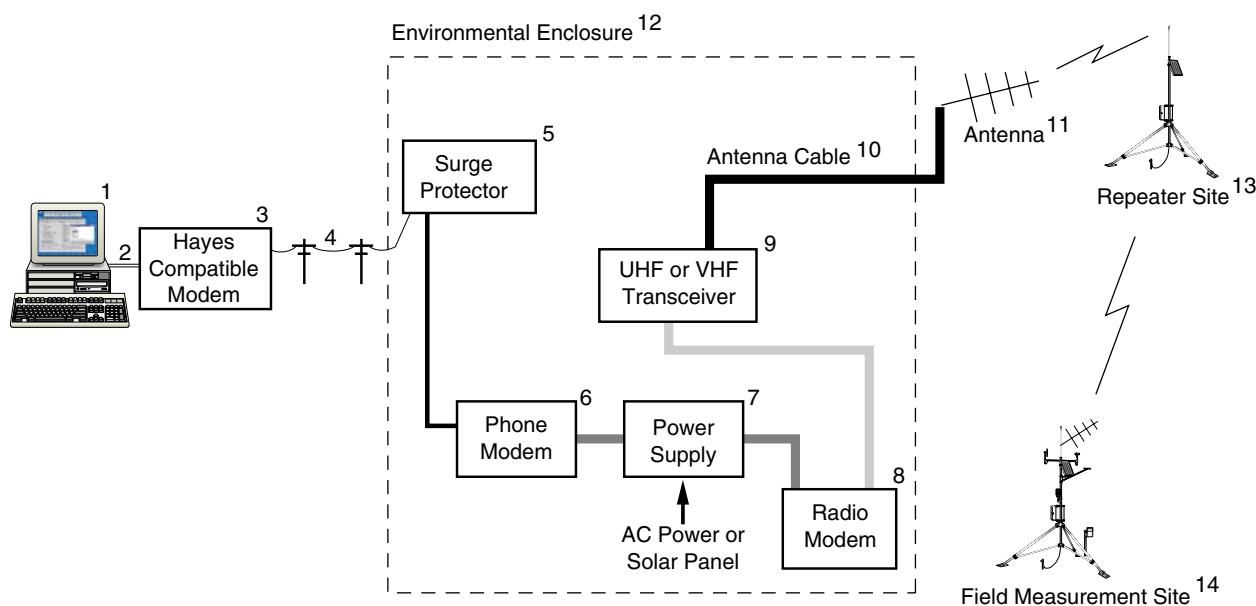 Environmental Enclosure 12
5
Surge
Protector
Antenna Cable 10
Antenna 11
Repeater Site 13
1
2
3
Hayes
Compatible
Modem
4
9
UHF or VHF
Transceiver
6
Phone
Modem
7
Power
Supply
8
Radio
Modem
AC Power or
Solar Panel
Field Measurement Site 14